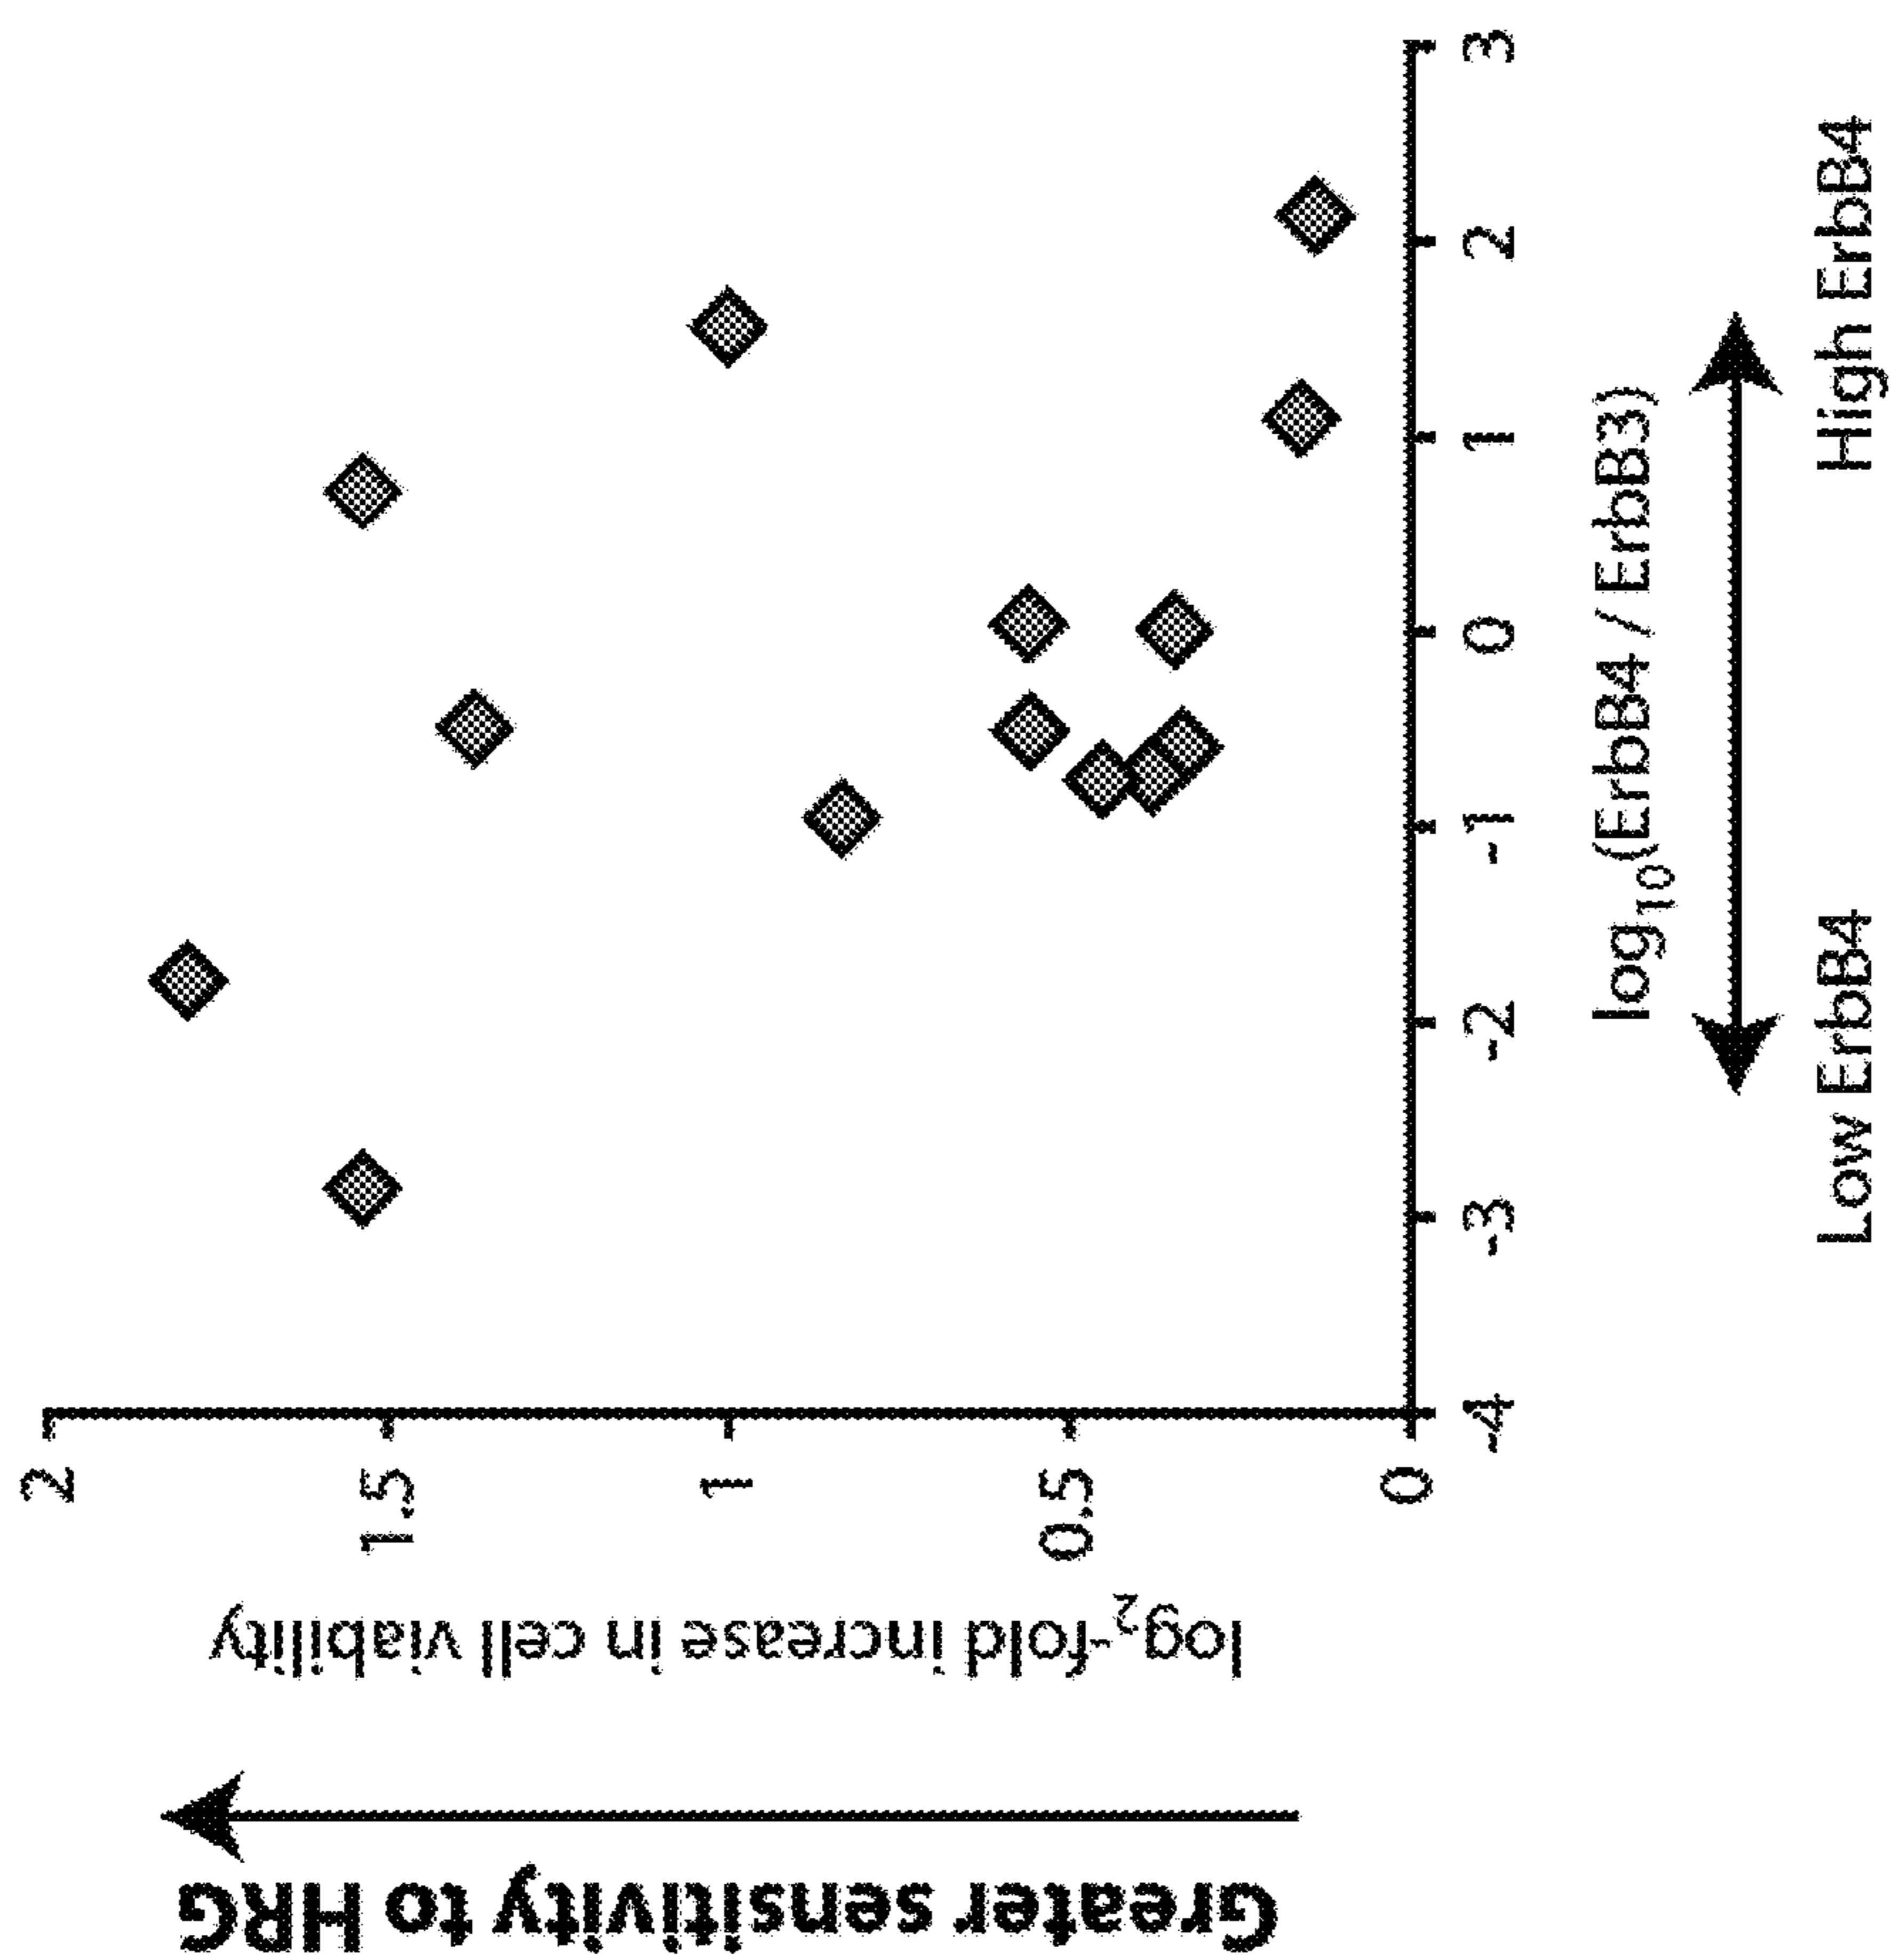 Greater sensitivity to HRG
log2-fold increase in cell viability
2
1.5
1
0.5
0
-4
-3
-2
-1
0
1
2
3
log10(ErbB4 / ErbB3)
Low ErbB4
High ErbB4